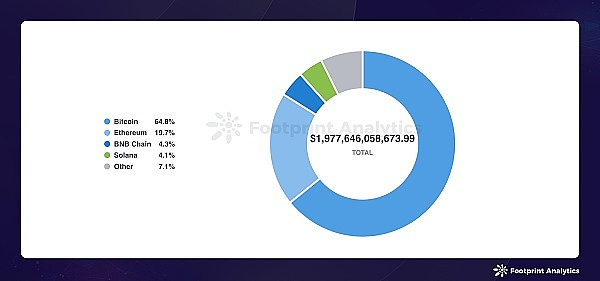 Bitcoin 64.8%
Ethereum 19.7%
BNB Chain 4.3%
Solana 4.1%
Other 7.1%
Footprint Analytics
$1,977,646,058,673.99
TOTAL
Footprint Analytics